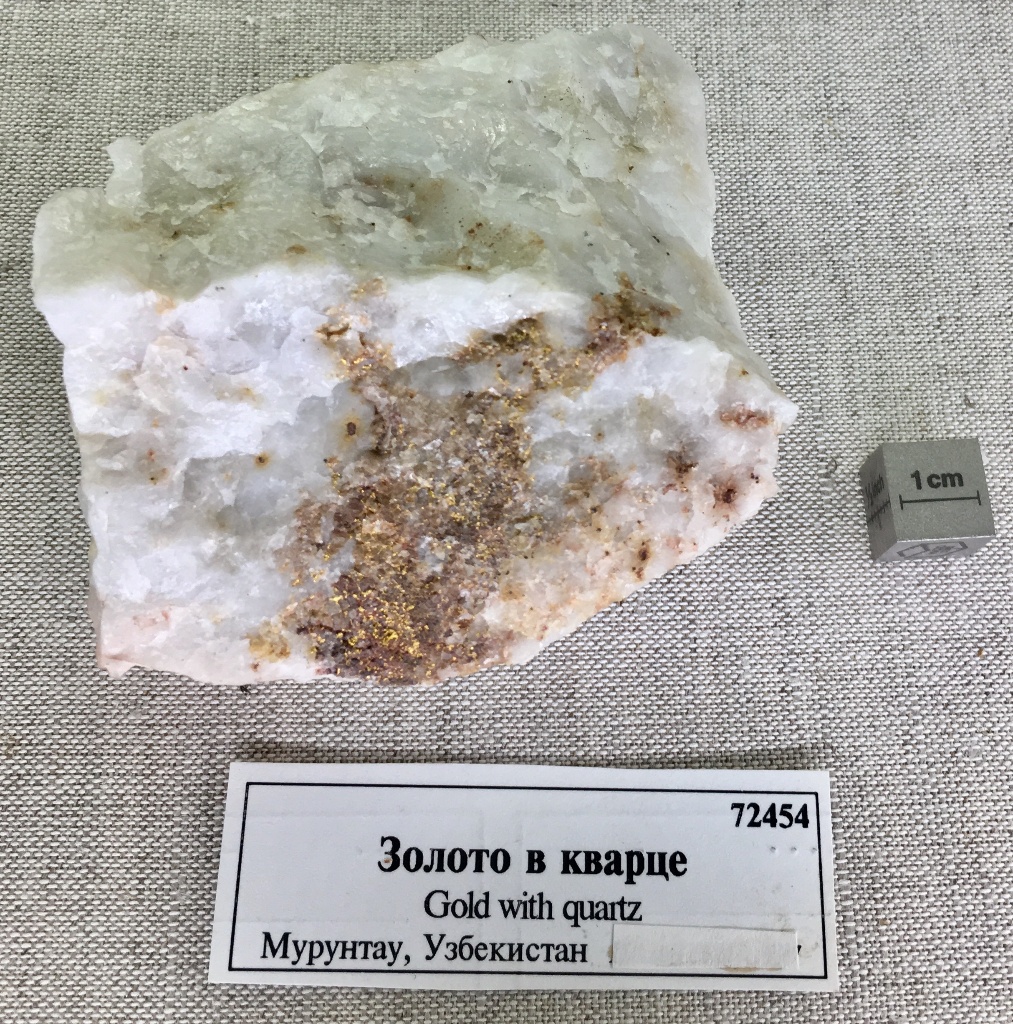 1 cm
72454
Золото в кварце
Gold with quartz
Мурунтау, Узбекистан